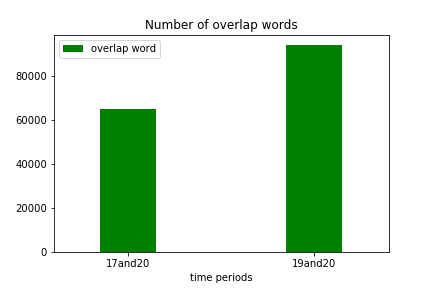 Number of overlap words
overlap word
80000
60000
40000
20000
0
17and20 19and20
time periods